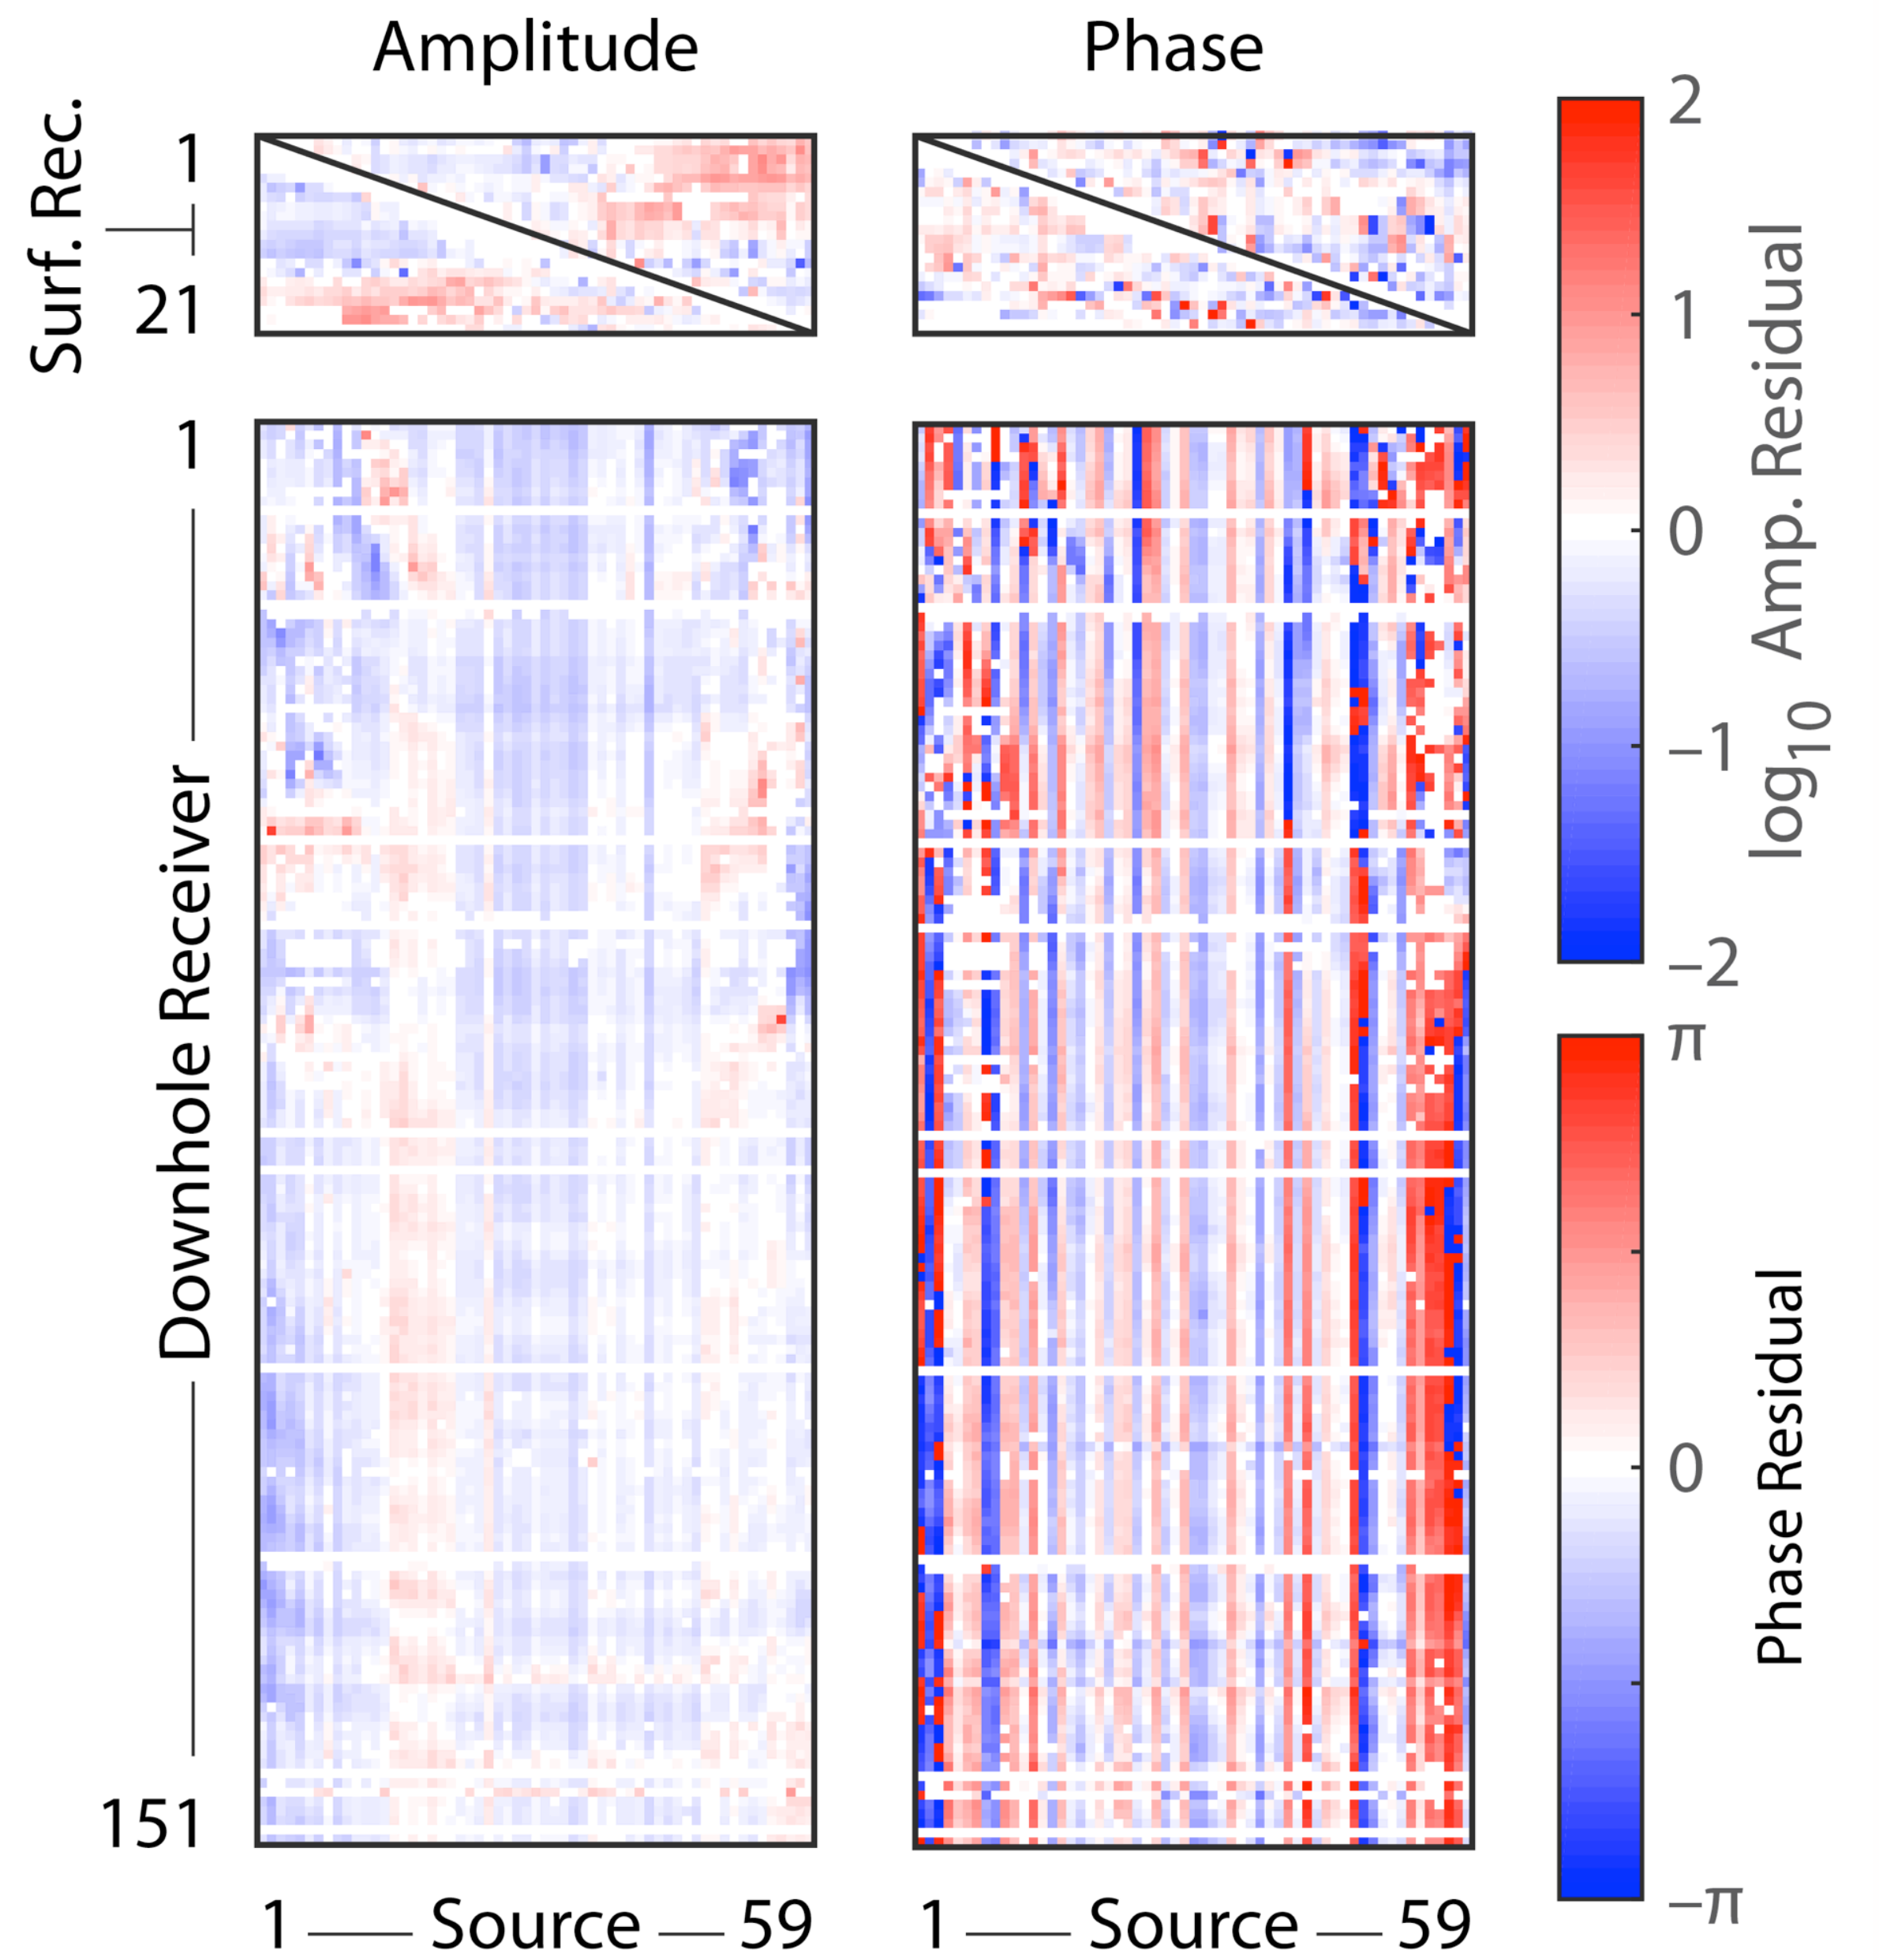 Amplitude
Phase
Surf. Rec.
1
21
Downhole Receiver
1
151
1 Source 59
1 Source 59
2
1
0
−1
−2
log10 Amp. Residual
π
0
−π
Phase Residual